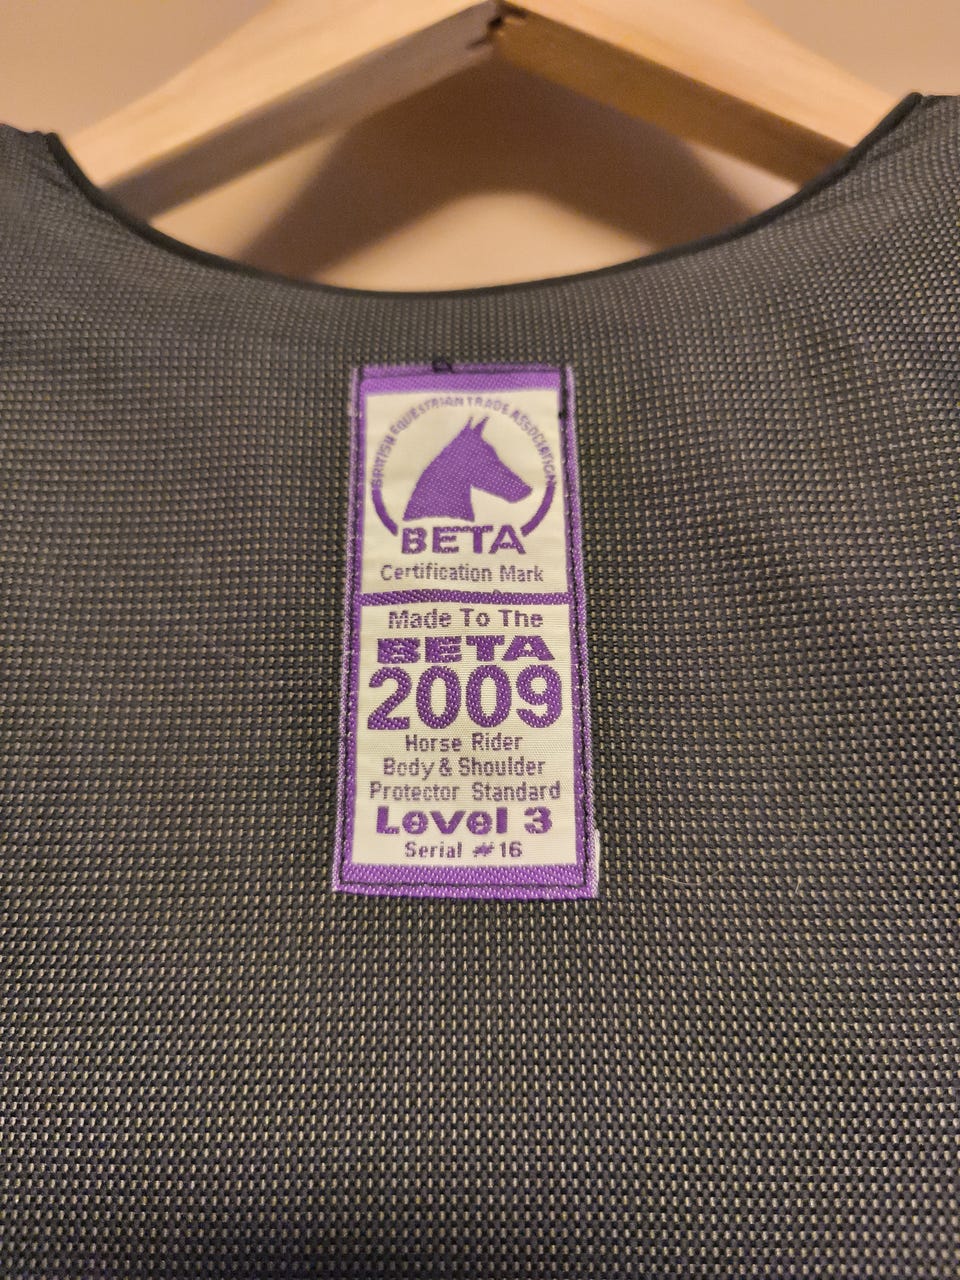 BRITISH EQUESTRIAN TRADE ASSOCIATION
BETA
Certification Mark
Made To The
BETA
2009
Horse Rider
Body & Shoulder
Protector Standard
Level 3
Serial #16